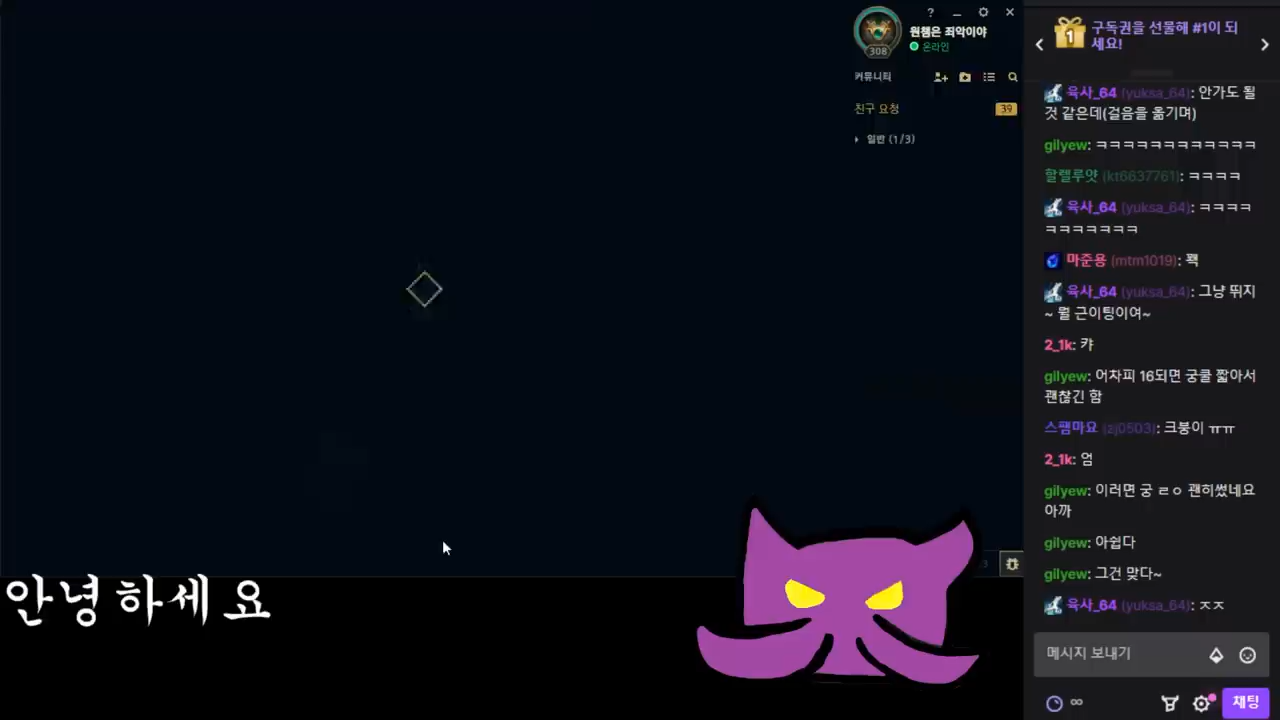 원챔은 죄악이야
308
온라인
커뮤니티
친구 요청
39
일반 (1/3)
안녕하세요
1
구독권을 선물해 #1이 되
세요!
육사_64 (yuksa_64): 안가도 될
것 같은데(걸음을 옮기며)
gilyew: ㅋㅋㅋㅋㅋㅋㅋㅋㅋㅋㅋㅋ
할렐루얏 (kt6637761): ㅋㅋㅋㅋ
육사_64 (yuksa_64): ㅋㅋㅋㅋ
ㅋㅋㅋㅋㅋㅋㅋ
마준용 (mtm1019): 꽥
육사_64 (yuksa_64): 그냥 뛰지
~ 뭘 근이팅이여~
2_1k: 캬
gilyew: 어차피 16되면 궁쿨 짧아서
괜찮긴 함
스팸마요 (zj0503): 크붕이 ㅠㅠ
2_1k: 엄
gilyew: 이러면 궁 ㄹㅇ 괜히썼네요
아까
gilyew: 아쉽다
gilyew: 그건 맞다~
육사_64 (yuksa_64): ㅈㅈ
메시지 보내기
채팅